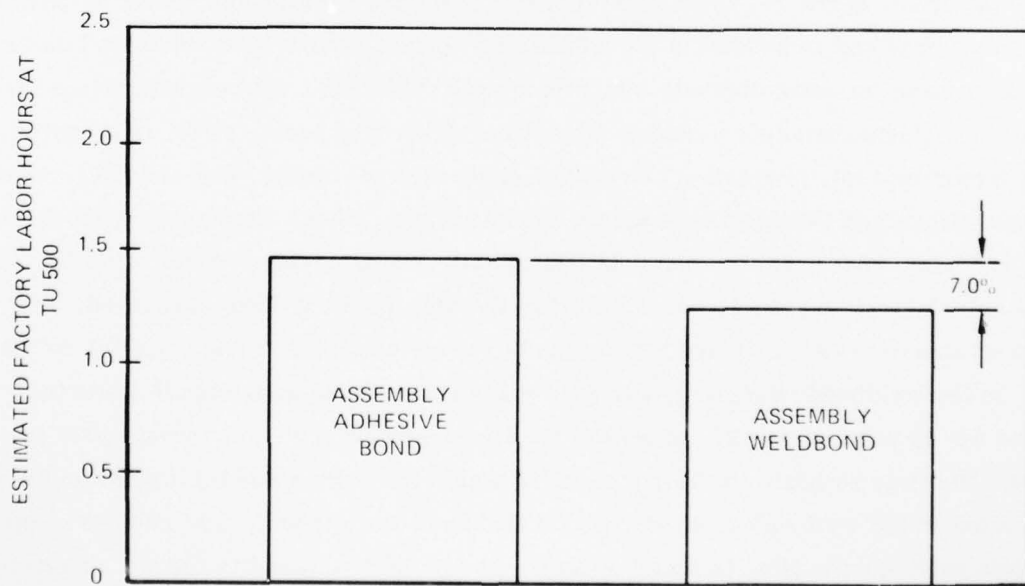 2.5
2.0
1.5
1.0
0.5
0
ESTIMATED FACTORY LABOR HOURS AT
TU 500
ASSEMBLY
ADHESIVE
BOND
ASSEMBLY
WELDBOND
7.0%